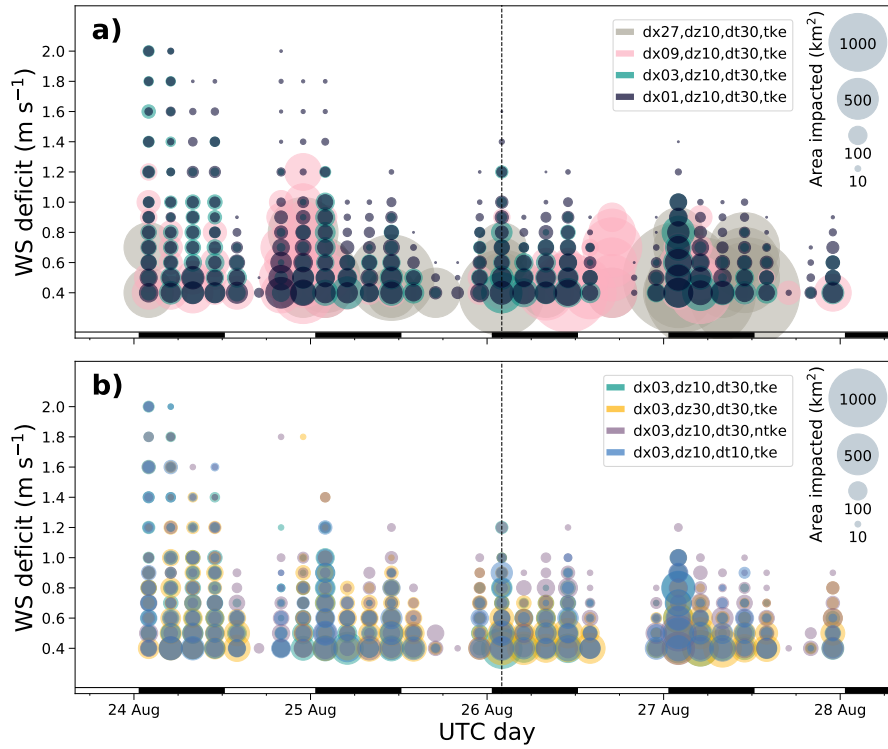 a)
WS deficit (m s⁻¹)
2.0
1.8
1.6
1.4
1.2
1.0
0.8
0.6
0.4
dx27,dz10,dt30,tke
dx09,dz10,dt30,tke
dx03,dz10,dt30,tke
dx01,dz10,dt30,tke
Area impacted (km²)
1000
500
100
10
b)
WS deficit (m s⁻¹)
2.0
1.8
1.6
1.4
1.2
1.0
0.8
0.6
0.4
dx03,dz10,dt30,tke
dx03,dz30,dt30,tke
dx03,dz10,dt30,ntke
dx03,dz10,dt10,tke
Area impacted (km²)
1000
500
100
10
24 Aug 25 Aug 26 Aug 27 Aug 28 Aug
UTC day